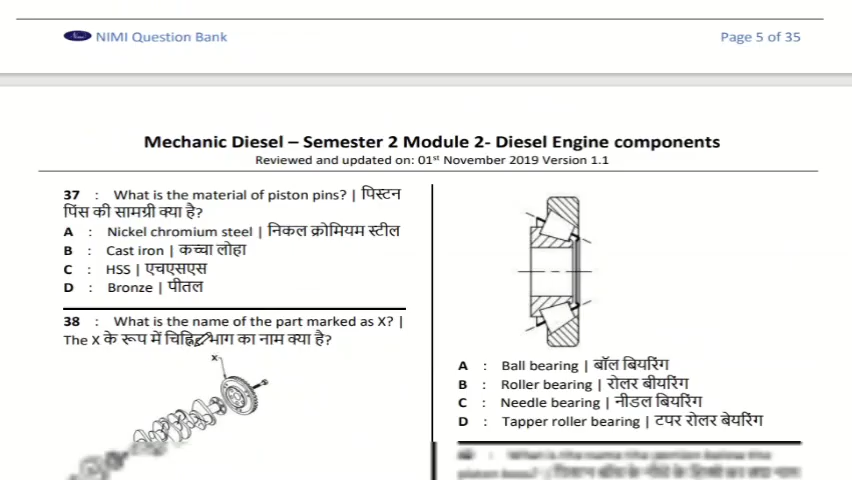 NIMI Question Bank
Page 5 of 35
Mechanic Diesel – Semester 2 Module 2- Diesel Engine components
Reviewed and updated on: 01st November 2019 Version 1.1
37 : What is the material of piston pins? | पिस्टन
पिंस की सामग्री क्या है?
A : Nickel chromium steel | निकल क्रोमियम स्टील
B : Cast iron | कच्चा लोहा
C : HSS | एचएसएस
D : Bronze | पीतल
38 : What is the name of the part marked as X? |
The X के रूप में चिह्नित भाग का नाम क्या है?
X
A : Ball bearing | बॉल बियरिंग
B : Roller bearing | रोलर बीयरिंग
C : Needle bearing | नीडल बियरिंग
D : Tapper roller bearing | टपर रोलर बेयरिंग